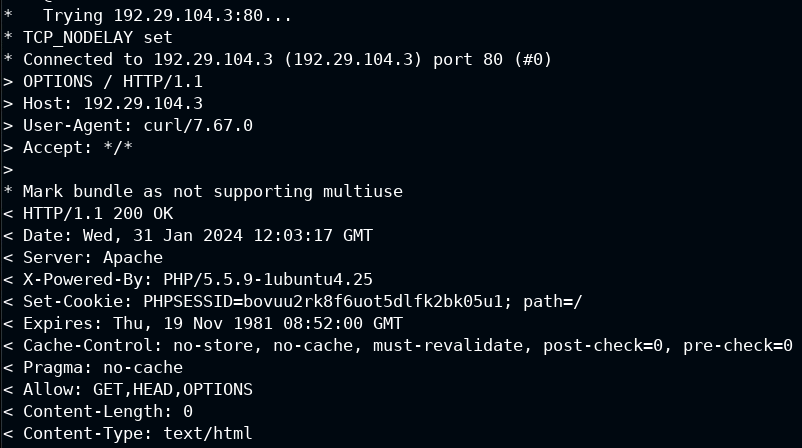 *   Trying 192.29.104.3:80...
* TCP_NODELAY set
* Connected to 192.29.104.3 (192.29.104.3) port 80 (#0)
> OPTIONS / HTTP/1.1
> Host: 192.29.104.3
> User-Agent: curl/7.67.0
> Accept: */*
>
* Mark bundle as not supporting multiuse
< HTTP/1.1 200 OK
< Date: Wed, 31 Jan 2024 12:03:17 GMT
< Server: Apache
< X-Powered-By: PHP/5.5.9-1ubuntu4.25
< Set-Cookie: PHPSESSID=bovuu2rk8f6uot5dlfk2bk05u1; path=/
< Expires: Thu, 19 Nov 1981 08:52:00 GMT
< Cache-Control: no-store, no-cache, must-revalidate, post-check=0, pre-check=0
< Pragma: no-cache
< Allow: GET,HEAD,OPTIONS
< Content-Length: 0
< Content-Type: text/html